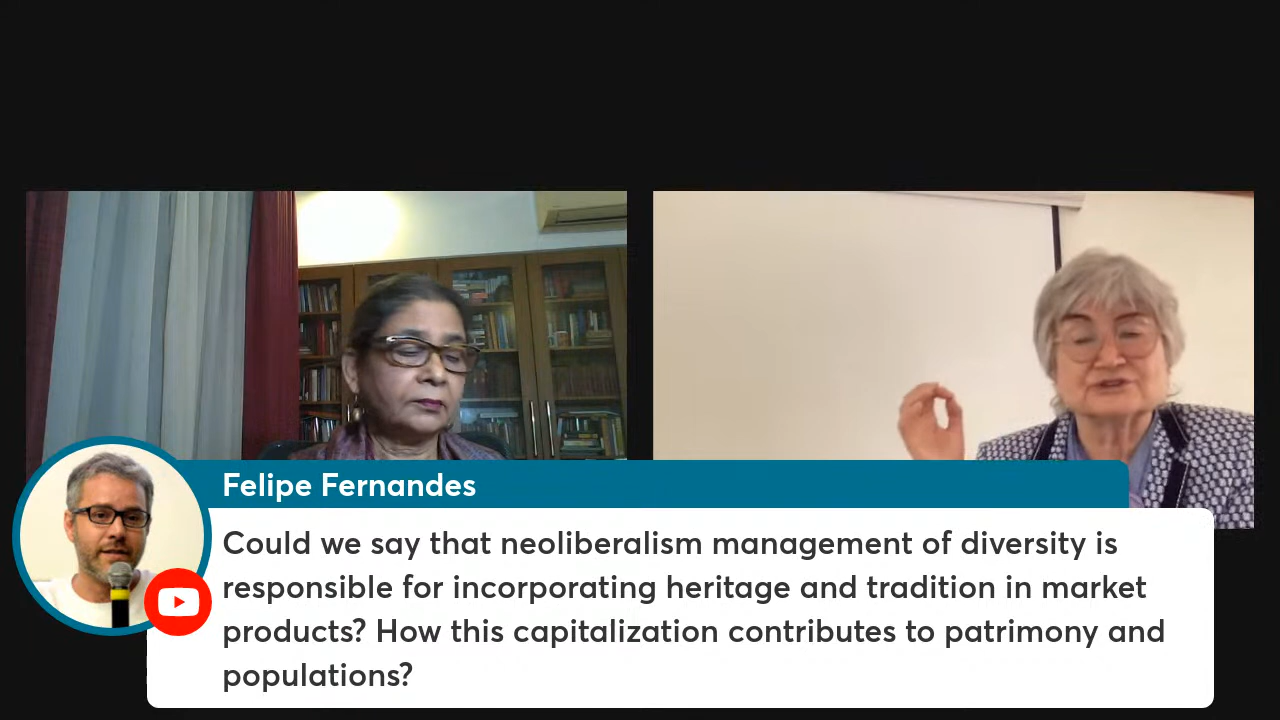 Felipe Fernandes
Could we say that neoliberalism management of diversity is
responsible for incorporating heritage and tradition in market
products? How this capitalization contributes to patrimony and
populations?